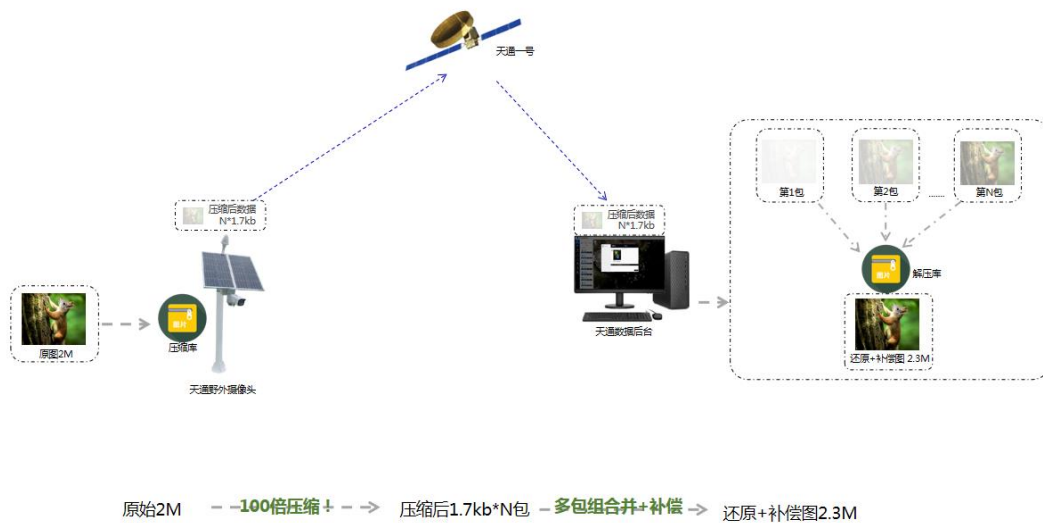 天通一号
压缩后数据
N*1.7kb
原图2M
图片
压缩库
天通野外摄像头
压缩后数据
N*1.7kb
天通数据后台
第1包
第2包
......
第N包
图片
解压库
还原+补偿图 2.3M
原始2M
100倍压缩！
压缩后1.7kb*N包
多包组合并+补偿
还原+补偿图2.3M